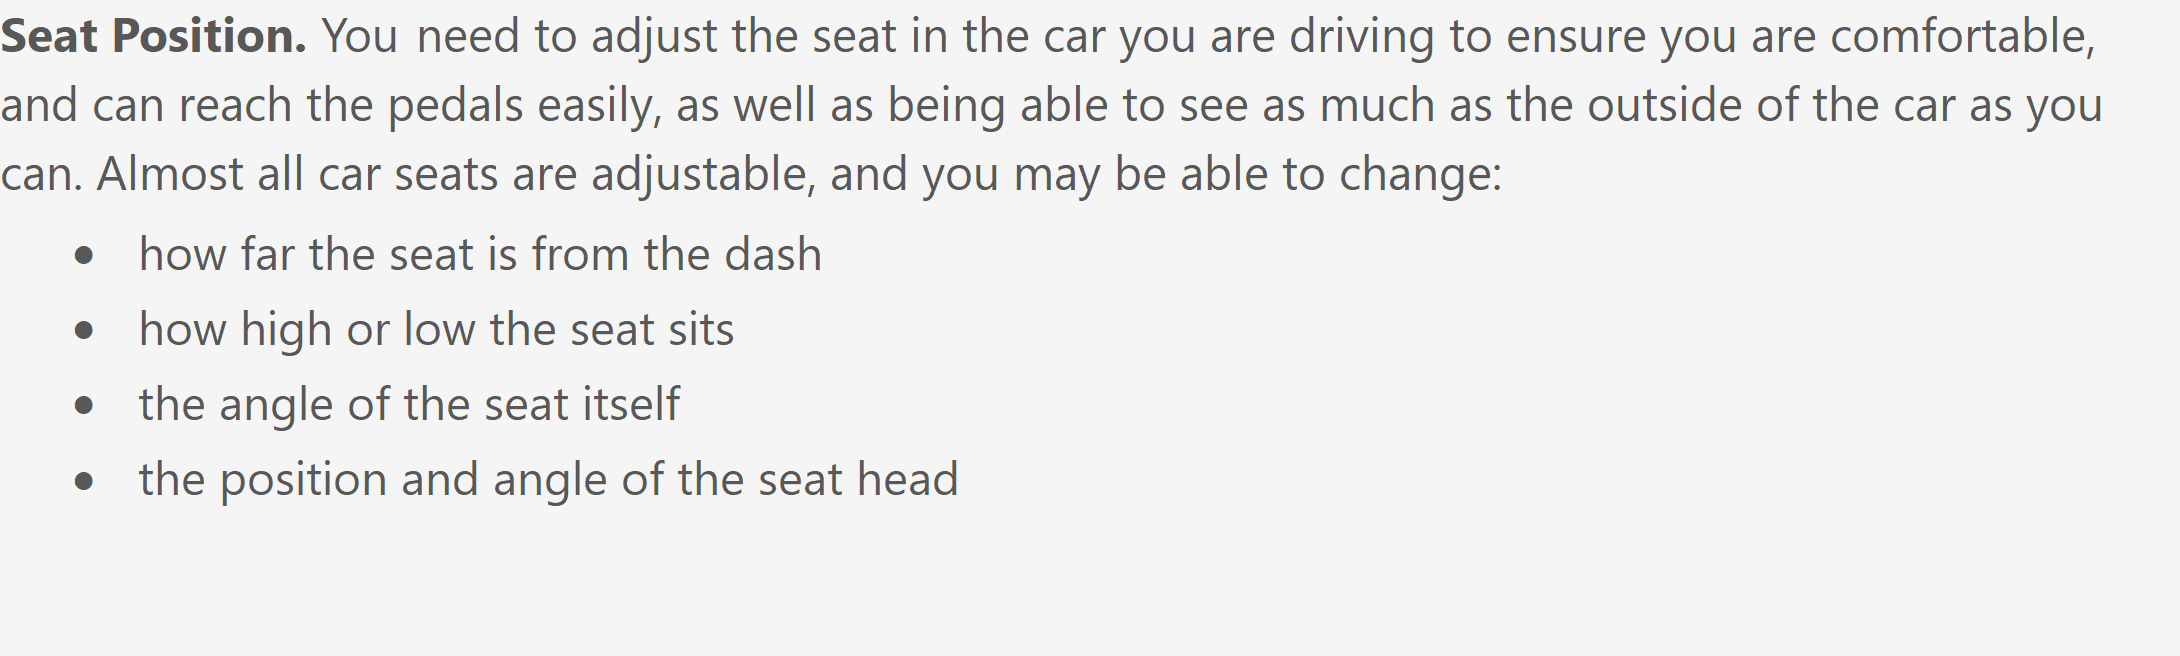 Seat Position. You need to adjust the seat in the car you are driving to ensure you are comfortable,
and can reach the pedals easily, as well as being able to see as much as the outside of the car as you
can. Almost all car seats are adjustable, and you may be able to change:
• how far the seat is from the dash
• how high or low the seat sits
• the angle of the seat itself
• the position and angle of the seat head